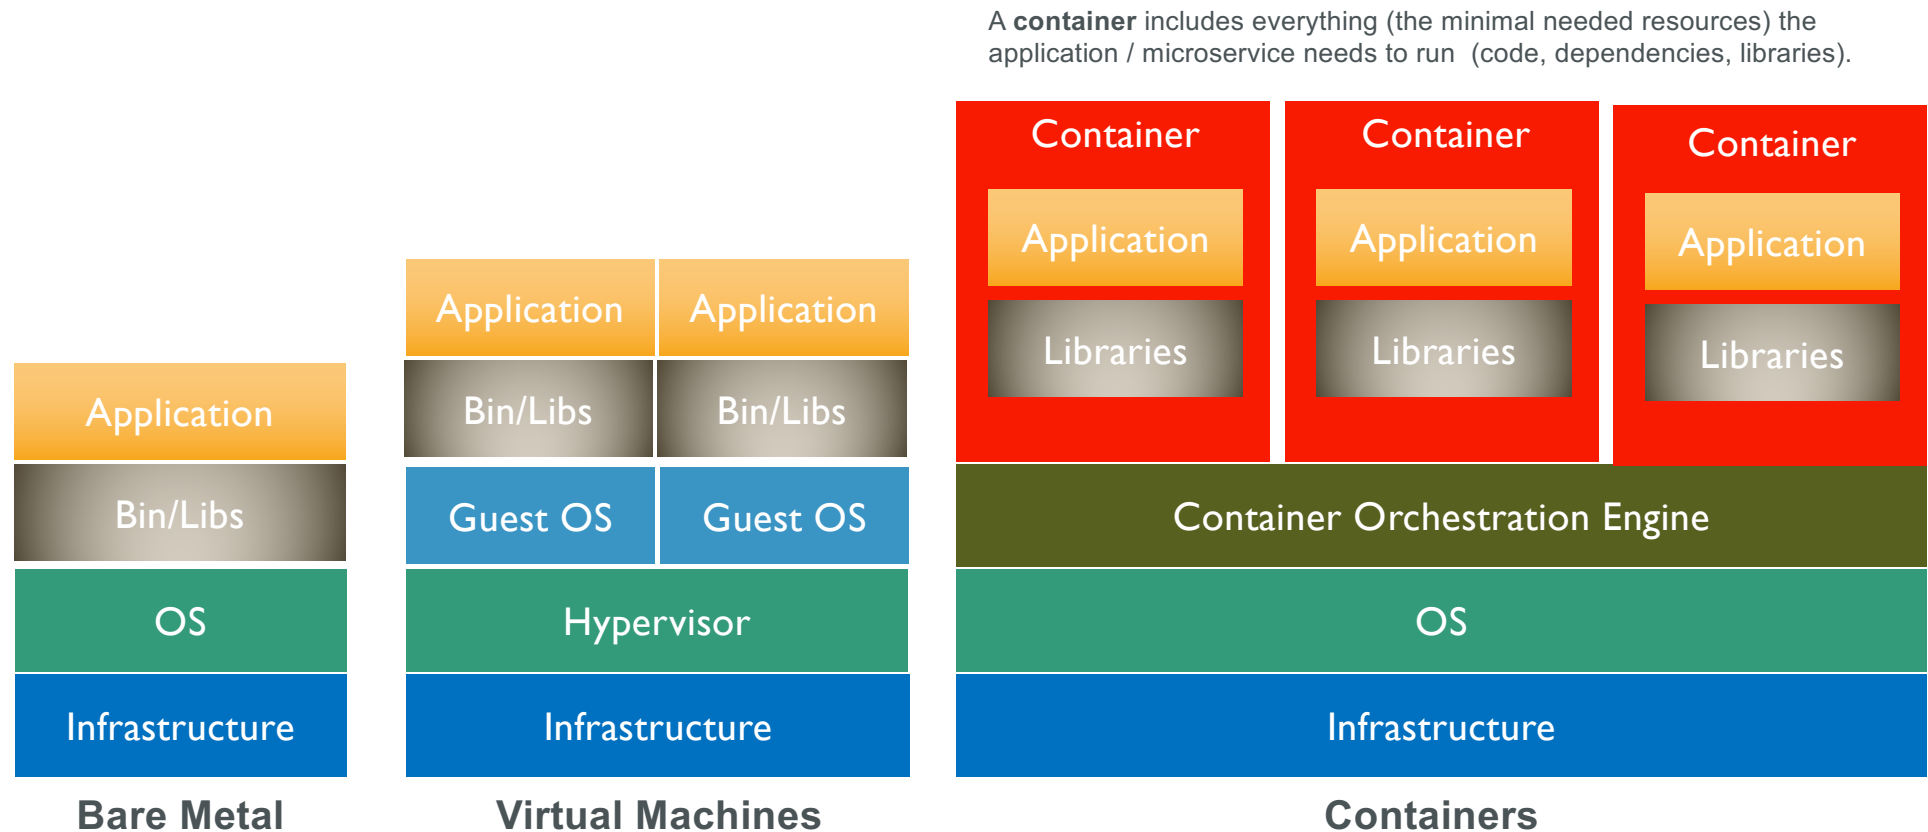 A container includes everything (the minimal needed resources) the
application / microservice needs to run  (code, dependencies, libraries).
Application
Bin/Libs
OS
Infrastructure
Bare Metal
Application
Application
Bin/Libs
Bin/Libs
Guest OS
Guest OS
Hypervisor
Infrastructure
Virtual Machines
Container
Application
Libraries
Container
Application
Libraries
Container
Application
Libraries
Container Orchestration Engine
OS
Infrastructure
Containers